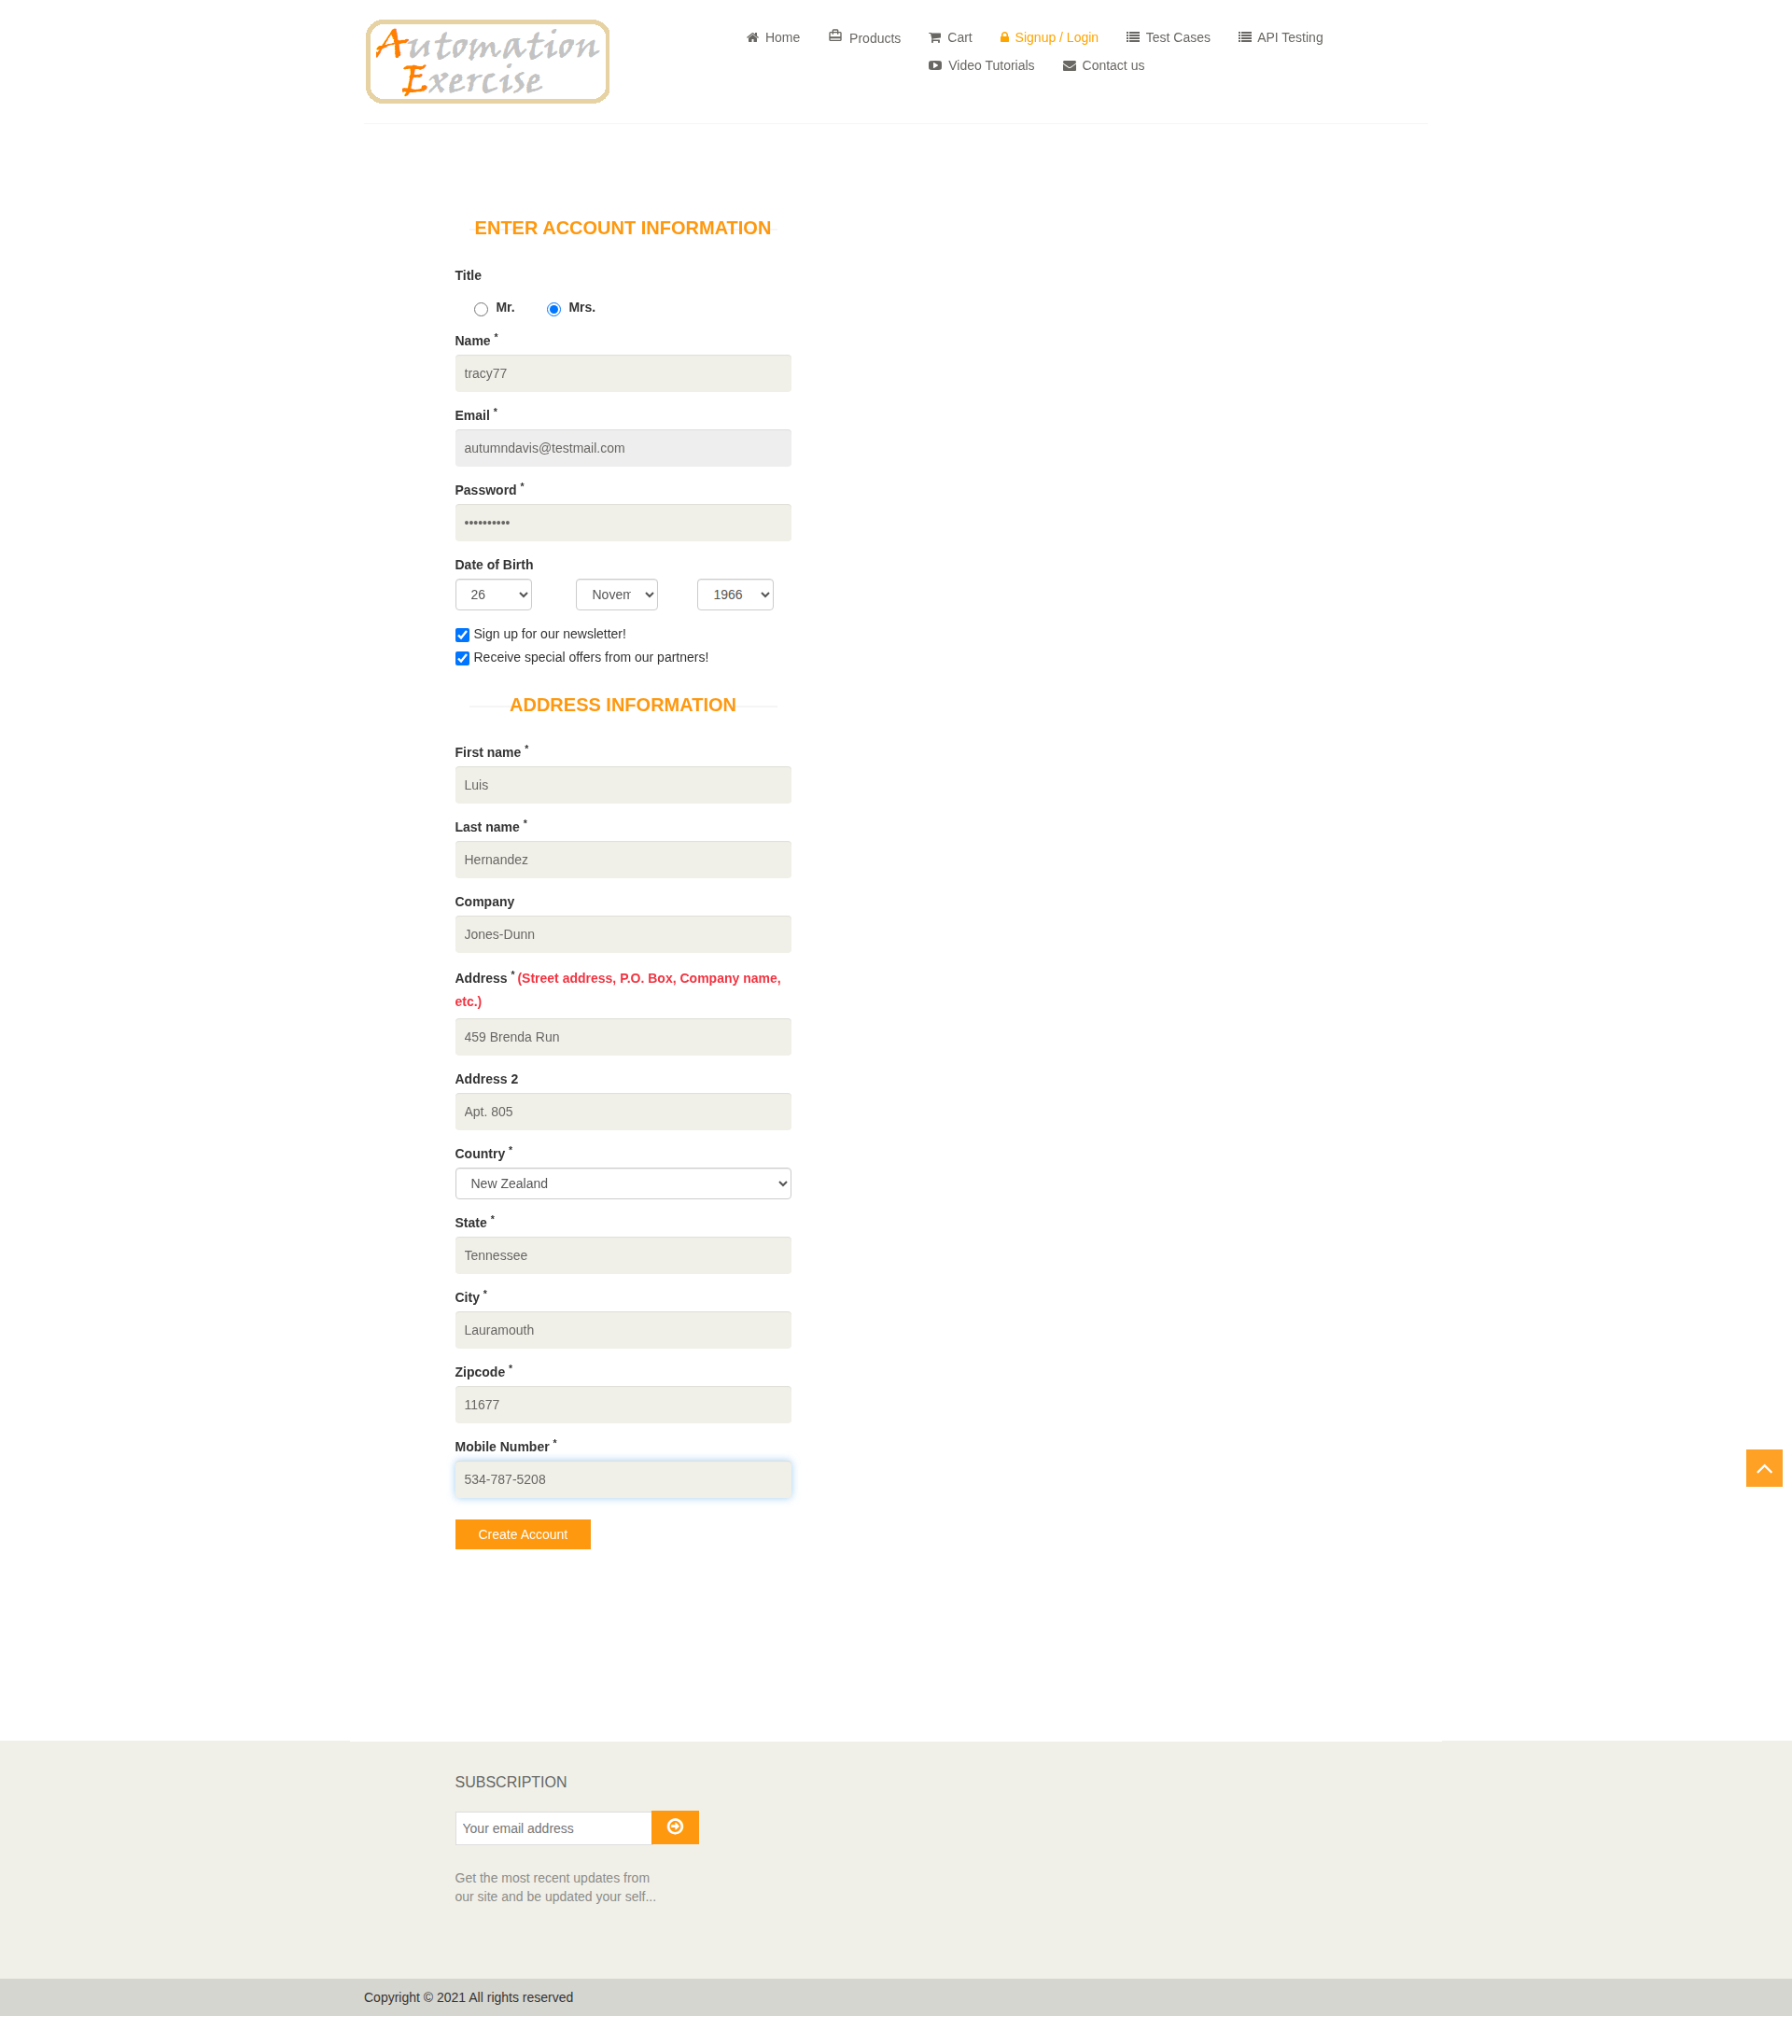 Automation
Exercise
Home
Products
Cart
Signup / Login
Test Cases
API Testing
Video Tutorials
Contact us
ENTER ACCOUNT INFORMATION
Title
Mr.
Mrs.
Name *
tracy77
Email *
autumndavis@testmail.com
Password *
••••••••••
Date of Birth
26
Novem
1966
Sign up for our newsletter!
Receive special offers from our partners!
ADDRESS INFORMATION
First name *
Luis
Last name *
Hernandez
Company
Jones-Dunn
Address * (Street address, P.O. Box, Company name,
etc.)
459 Brenda Run
Address 2
Apt. 805
Country *
New Zealand
State *
Tennessee
City *
Lauramouth
Zipcode *
11677
Mobile Number *
534-787-5208
Create Account
SUBSCRIPTION
Your email address
Get the most recent updates from
our site and be updated your self...
Copyright © 2021 All rights reserved